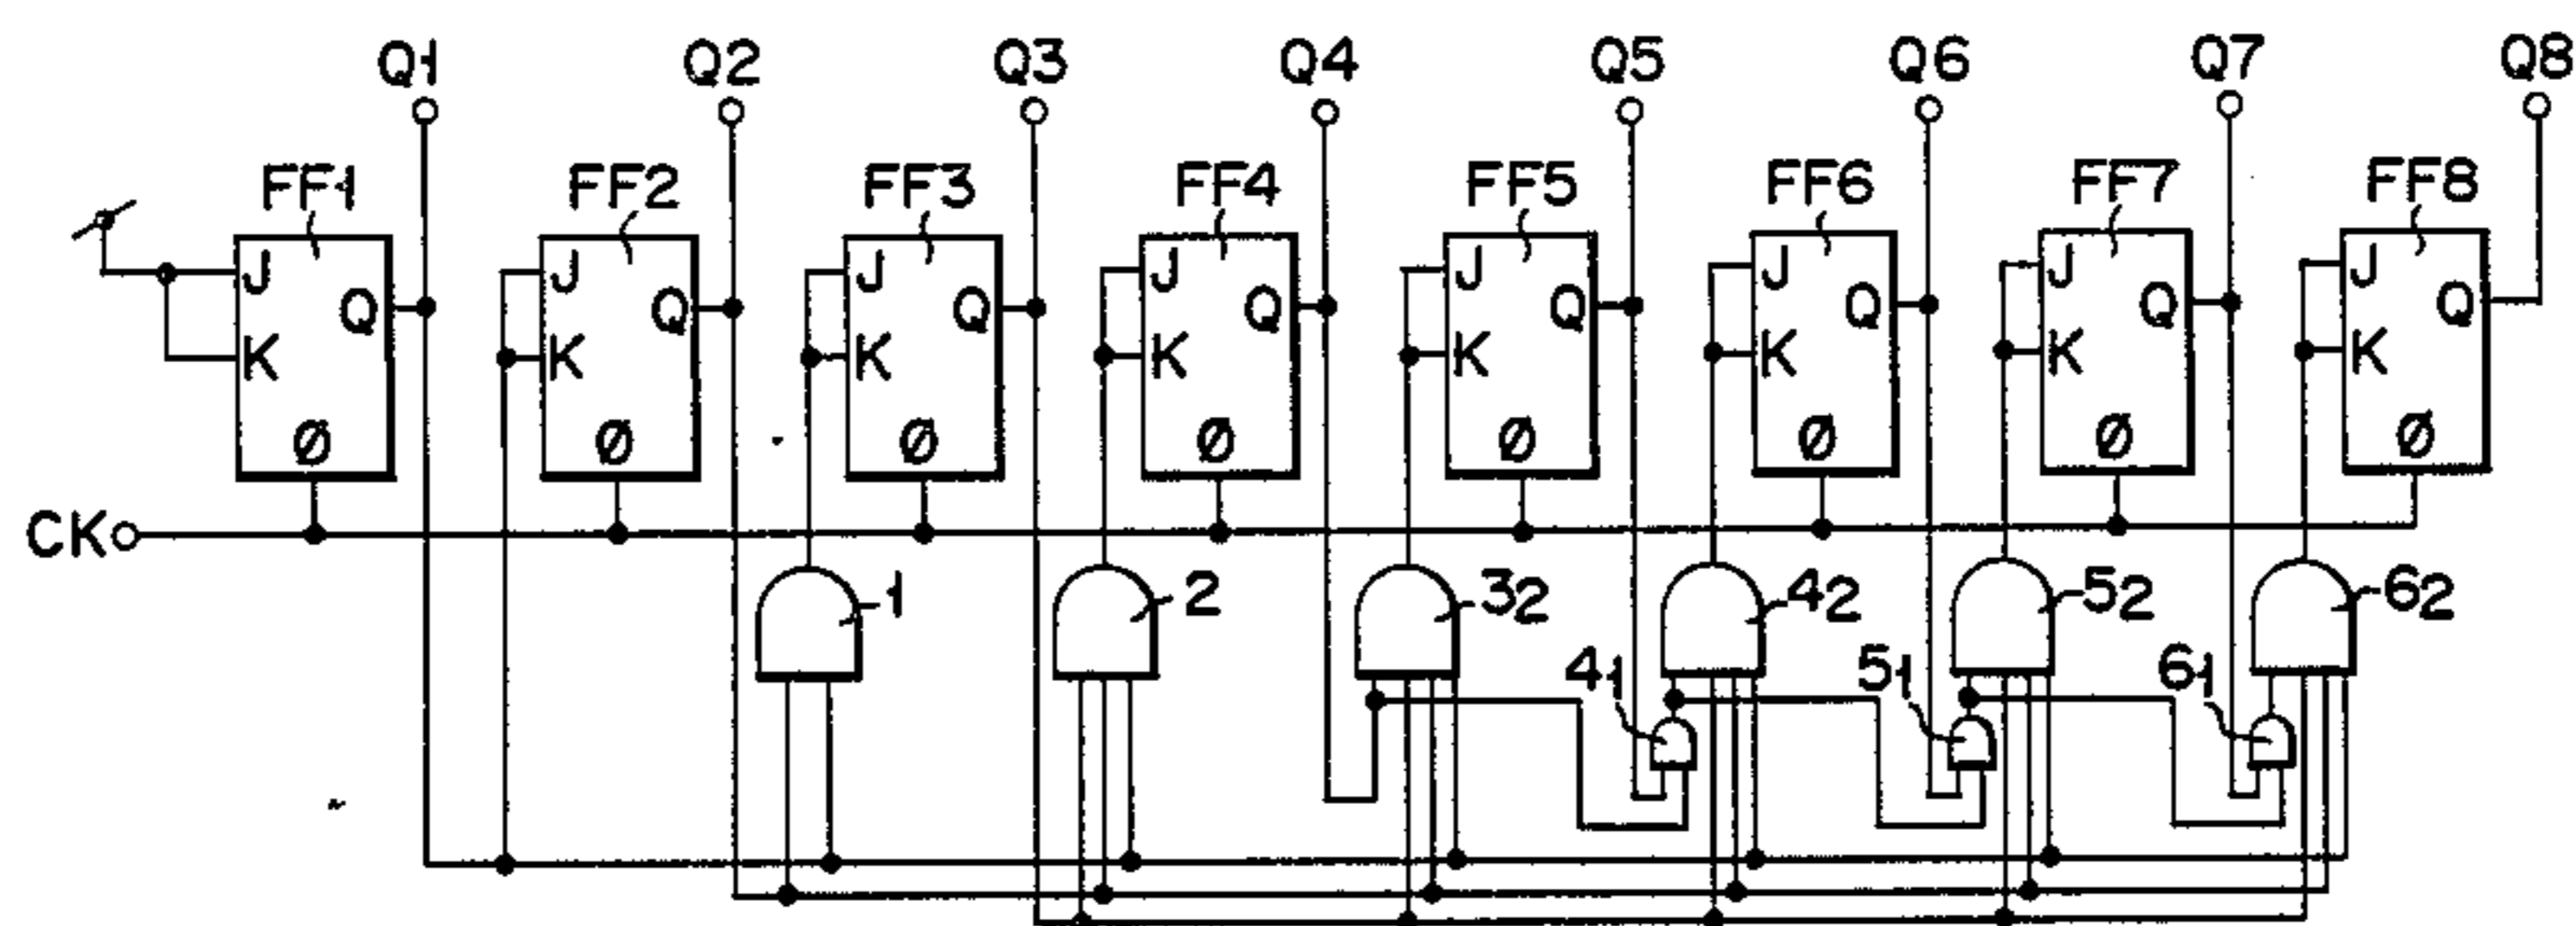 Q1 Q2 Q3 Q4 Q5 Q6 Q7 Q8
FF1 FF2 FF3 FF4 FF5 FF6 FF7 FF8
J J J J J J J J
Q Q Q Q Q Q Q Q
K K K K K K K K
Ø Ø Ø Ø Ø Ø Ø Ø
CK
1 2 3₂ 4₂ 5₂ 6₂
4₁ 5₁ 6₁